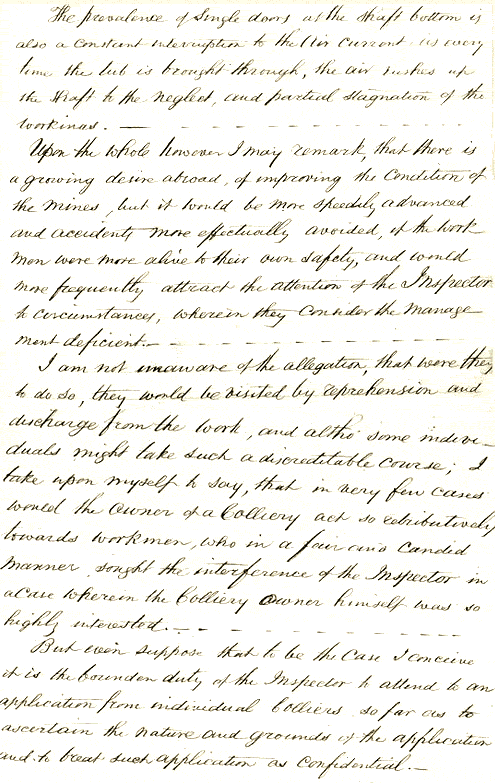 The prevalence of Single doors at the Shaft bottom is
also a constant interruption to the Air current, as every
time the tub is brought through, the air rushes up
the Shaft to the neglect, and partial stagnation of the
workings. —
Upon the whole however I may remark, that there is
a growing desire abroad, of improving the Condition of
the Mines, but it would be more speedily advanced
and accidents more effectually avoided, if the work
men were more alive to their own safety, and would
more frequently attract the attention of the Inspector
to circumstances, wherein they consider the manage
ment deficient. —
I am not unaware of the allegation, that were they
to do so, they would be visited by reprehension and
discharge from the work, and altho' some indivi-
duals might take such a discreditable course; I
take upon myself to say, that in very few cases
would the Owner of a Colliery act so retributively
towards workmen, who in a fair and candid
manner sought the interference of the Inspector in
a case wherein the Colliery Owner himself was so
highly interested. —
But even suppose that to be the Case I conceive
it is the bounden duty of the Inspector to attend to an
application from individual Colliers so far as to
ascertain the nature and grounds of the application
and to treat such application as confidential. —